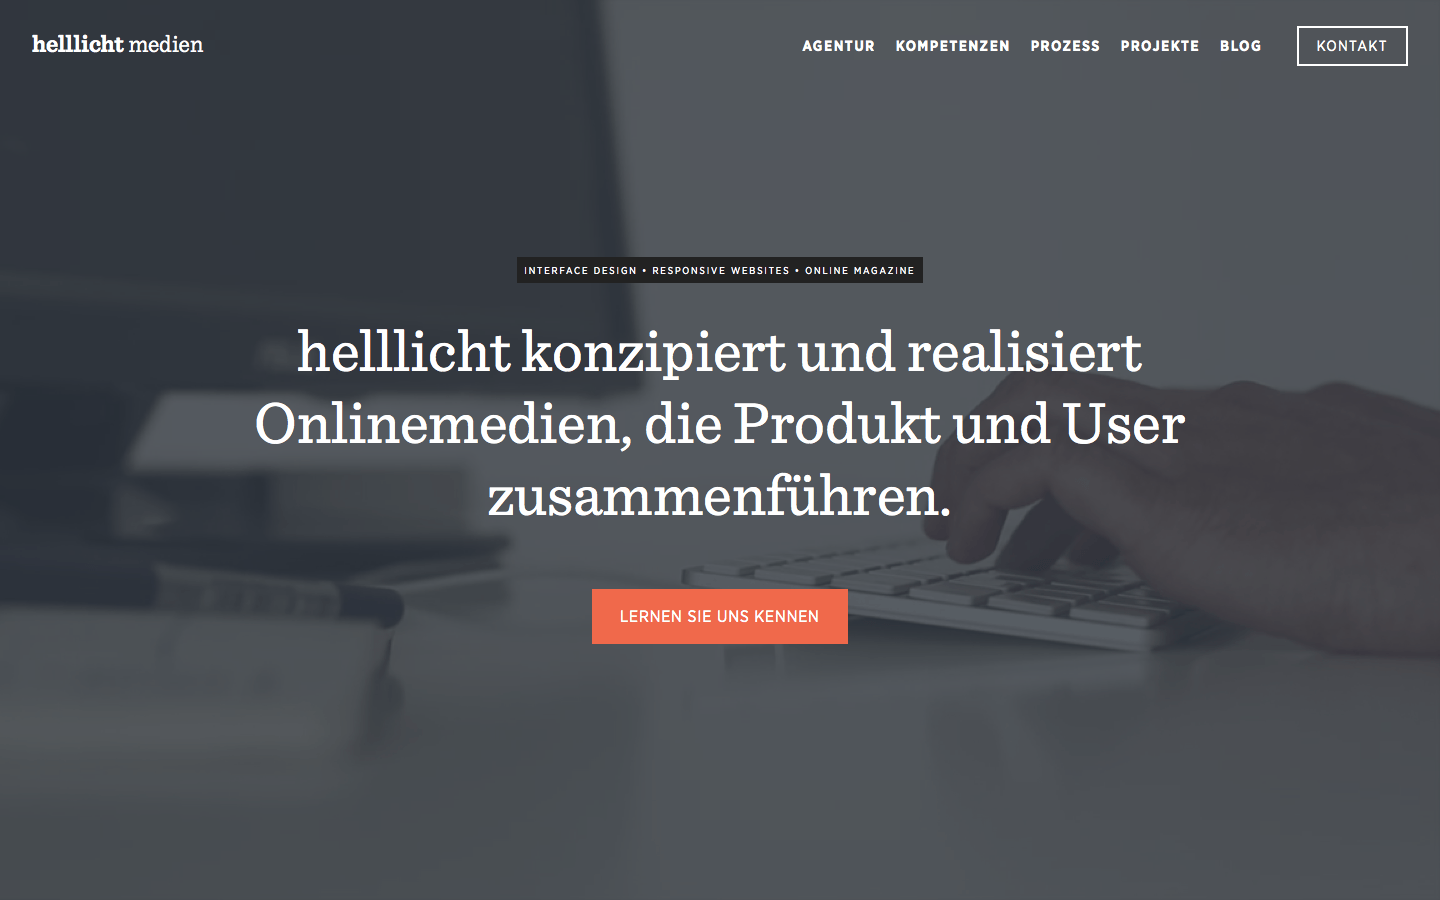 helllicht medien
AGENTUR KOMPETENZEN PROZESS PROJEKTE BLOG KONTAKT
INTERFACE DESIGN • RESPONSIVE WEBSITES • ONLINE MAGAZINE
helllicht konzipiert und realisiert
Onlinemedien, die Produkt und User
zusammenführen.
LERNEN SIE UNS KENNEN